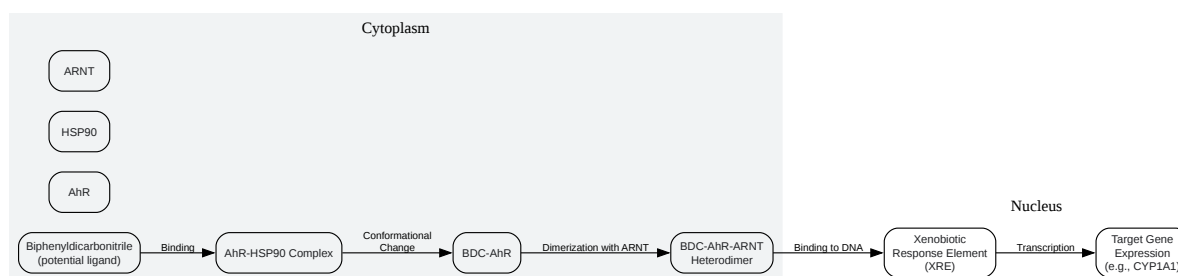 Cytoplasm
ARNT
HSP90
AhR
Nucleus
Biphenyldicarbonitrile
(potential ligand)
Binding
AhR-HSP90 Complex
Conformational
Change
BDC-AhR
Dimerization with ARNT
BDC-AhR-ARNT
Heterodimer
Binding to DNA
Xenobiotic
Response Element
(XRE)
Transcription
Target Gene
Expression
(e.g., CYP1A1)